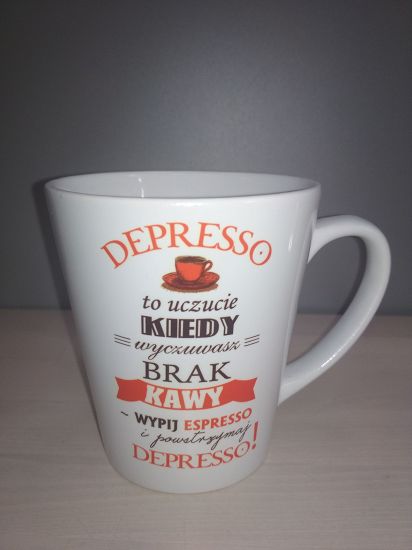 DEPRESSO
to uczucie
KIEDY
wyczuwasz
BRAK
KAWY
– WYPIJ ESPRESSO
i powstrzymaj
DEPRESSO!